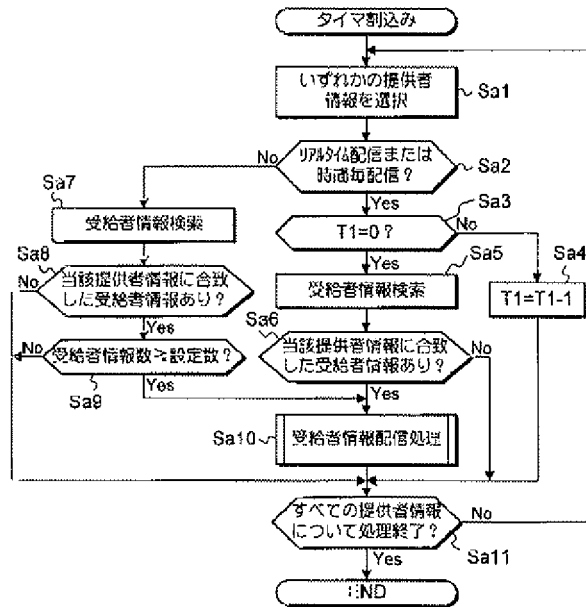 タイマ割込み
いずれかの提供者
情報を選択
Sa1
リアルタイム配信または
時満毎配信?
Sa2
No
Yes
Sa7
受給者情報検索
Sa3
T1=0?
No
Yes
Sa8
当該提供者情報に合致
した受給者情報あり?
No
Yes
Sa5
受給者情報検索
Sa4
T1=T1-1
Sa6
当該提供者情報に合致
した受給者情報あり?
No
Yes
受給者情報数≧設定数?
No
Yes
Sa9
Sa10
受給者情報配信処理
すべての提供者情報
について処理終了?
No
Yes
Sa11
END